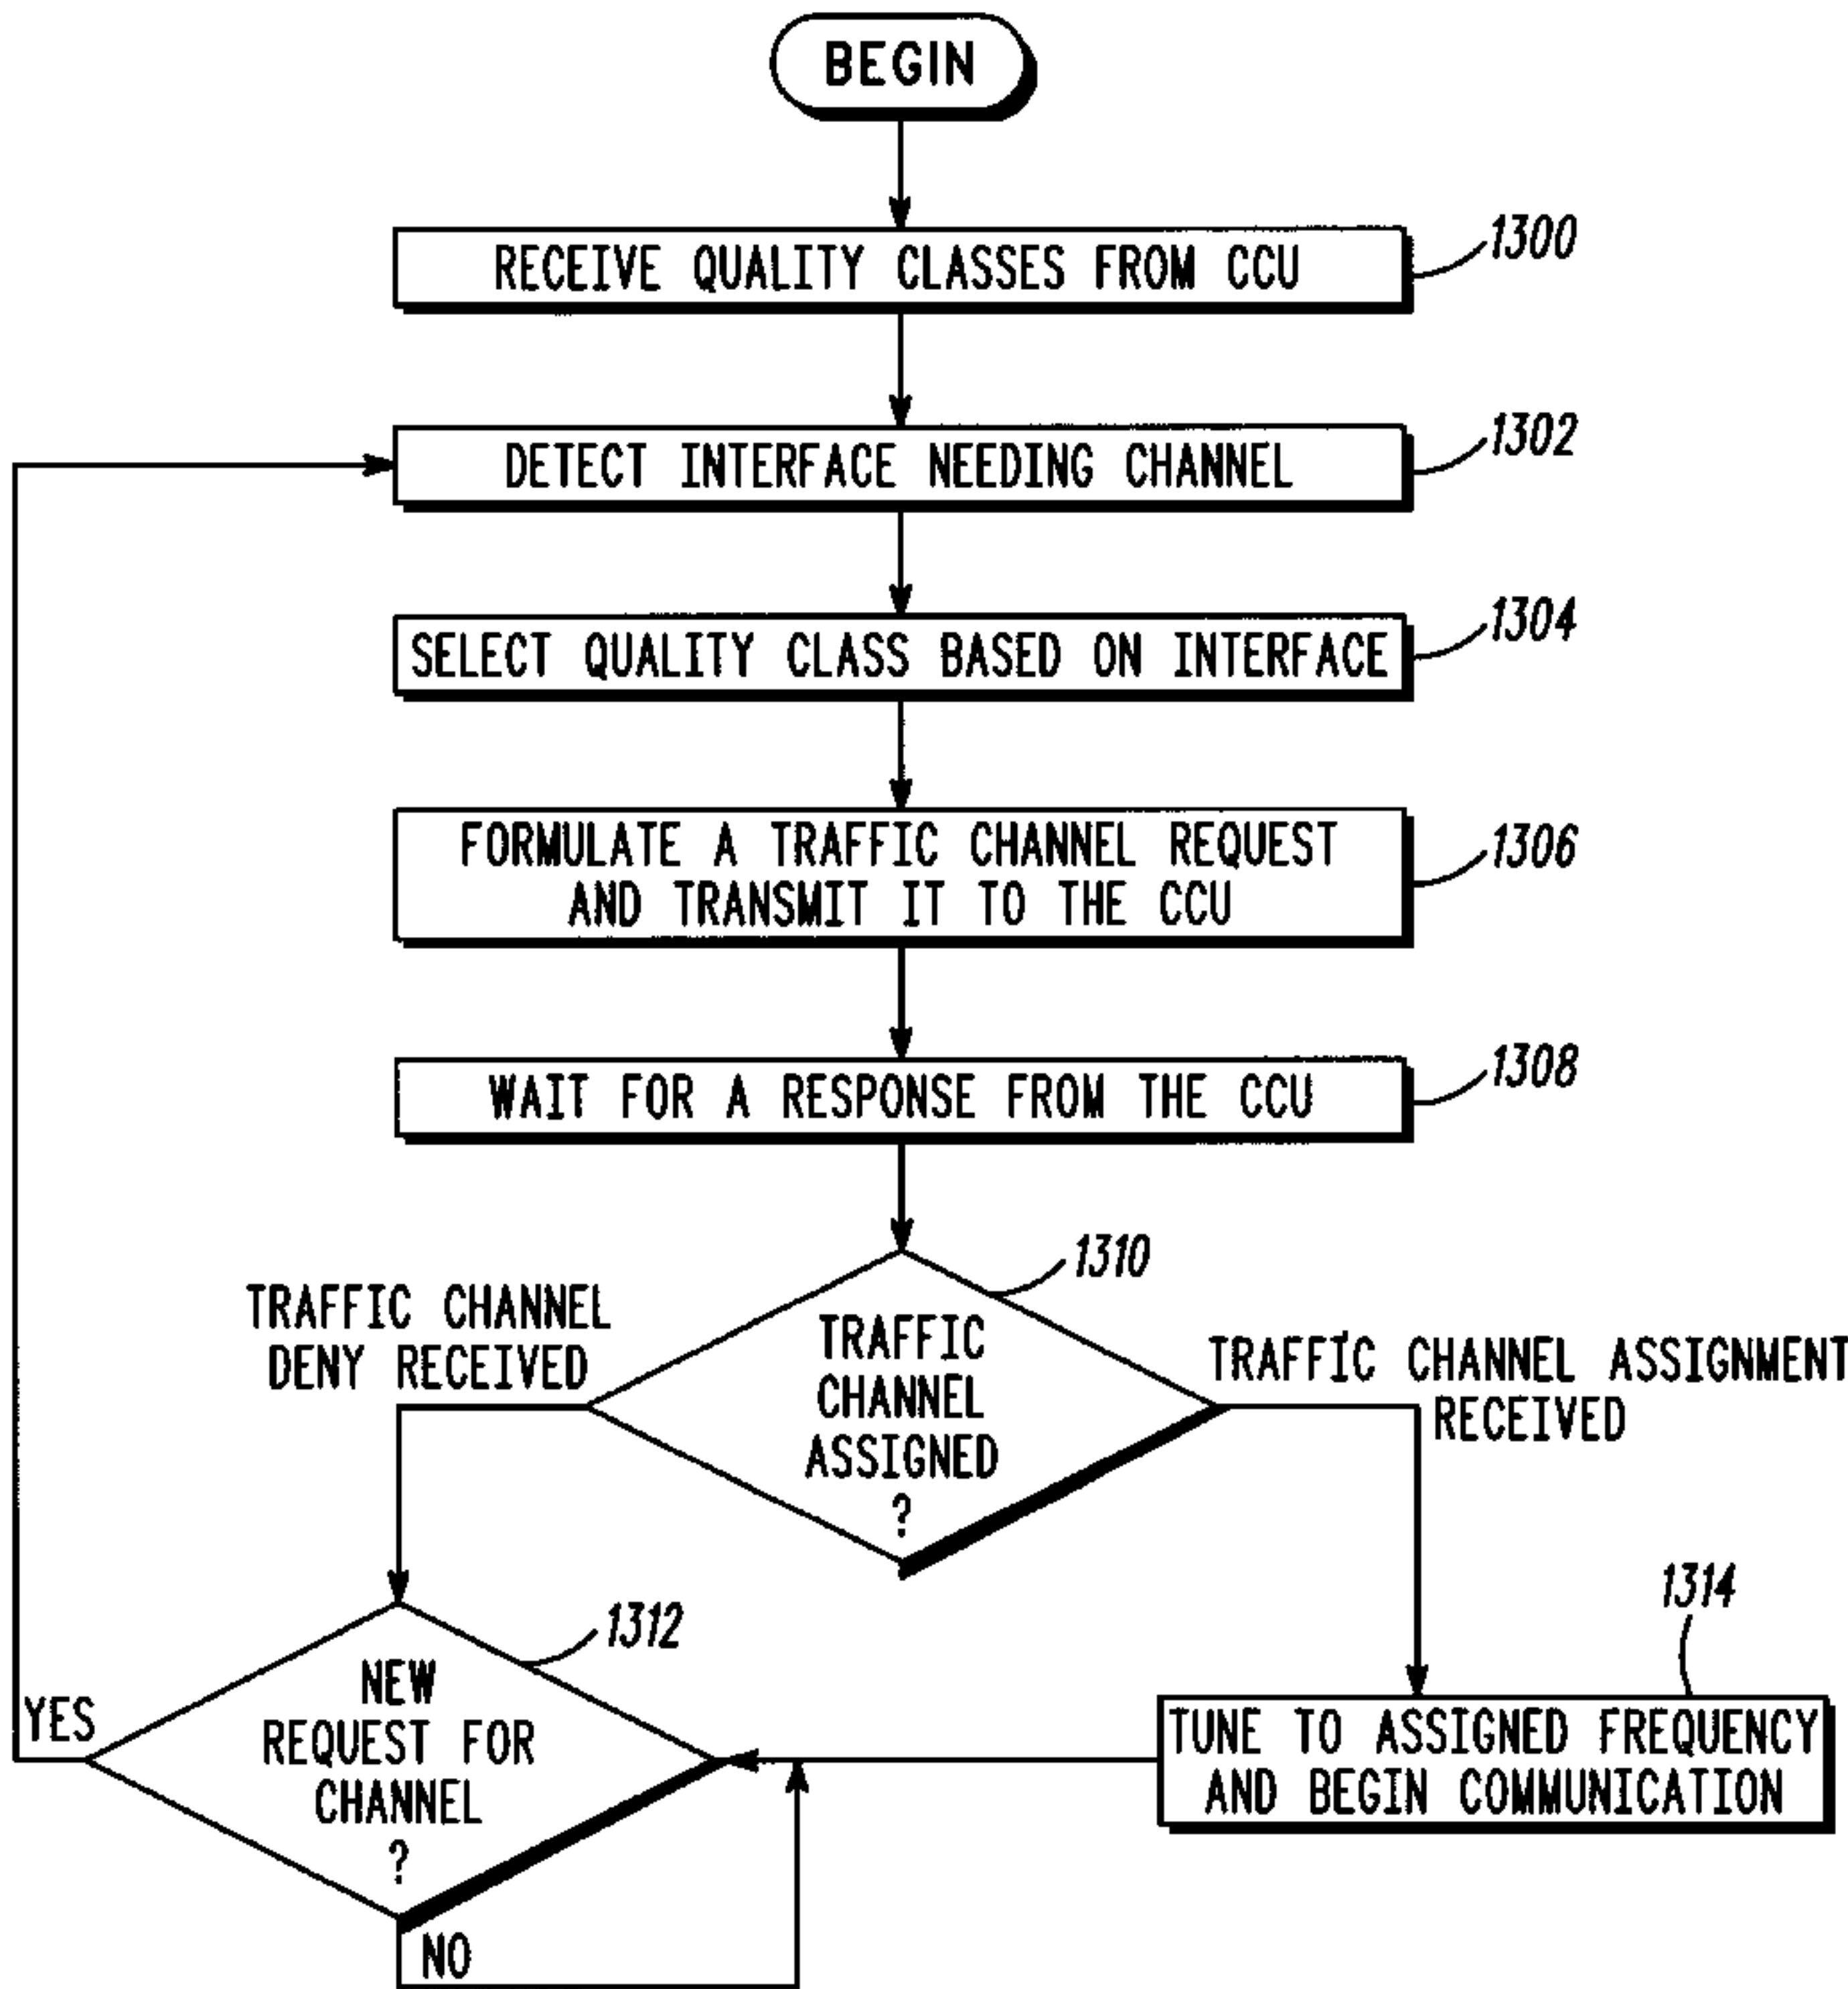 BEGIN
RECEIVE QUALITY CLASSES FROM CCU
1300
DETECT INTERFACE NEEDING CHANNEL
1302
SELECT QUALITY CLASS BASED ON INTERFACE
1304
FORMULATE A TRAFFIC CHANNEL REQUEST
AND TRANSMIT IT TO THE CCU
1306
WAIT FOR A RESPONSE FROM THE CCU
1308
1310
TRAFFIC CHANNEL
DENY RECEIVED
TRAFFIC
CHANNEL
ASSIGNED
?
TRAFFIC CHANNEL ASSIGNMENT
RECEIVED
1312
1314
YES
NEW
REQUEST FOR
CHANNEL
?
TUNE TO ASSIGNED FREQUENCY
AND BEGIN COMMUNICATION
NO